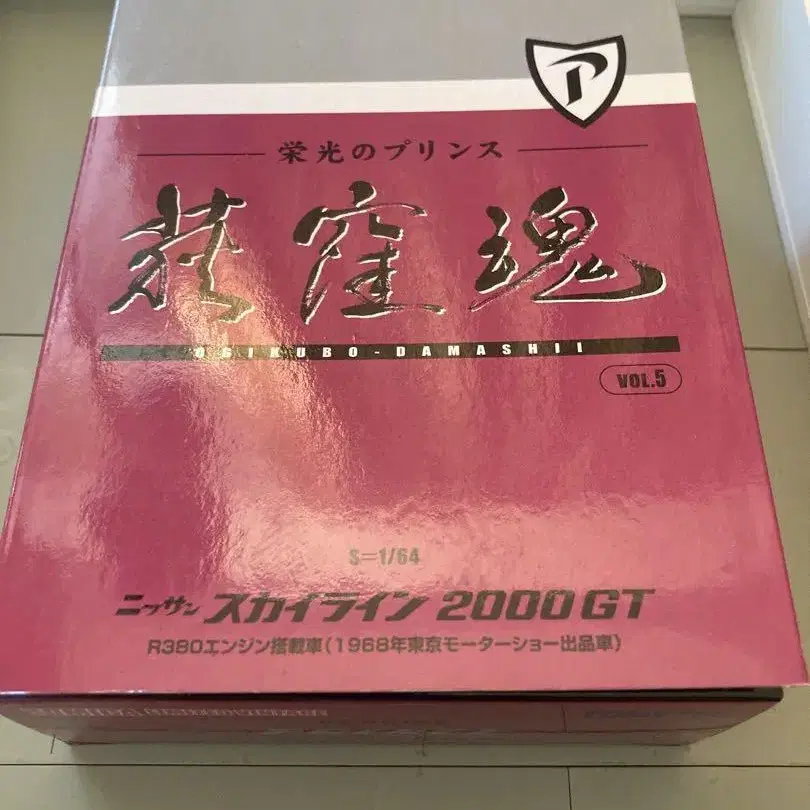 P
栄光のプリンス
荻窪魂
OGIKUBO-DAMASHII
VOL.5
S=1/64
ニッサン スカイライン 2000 GT
R380エンジン搭載車(1968年東京モーターショー出品車)